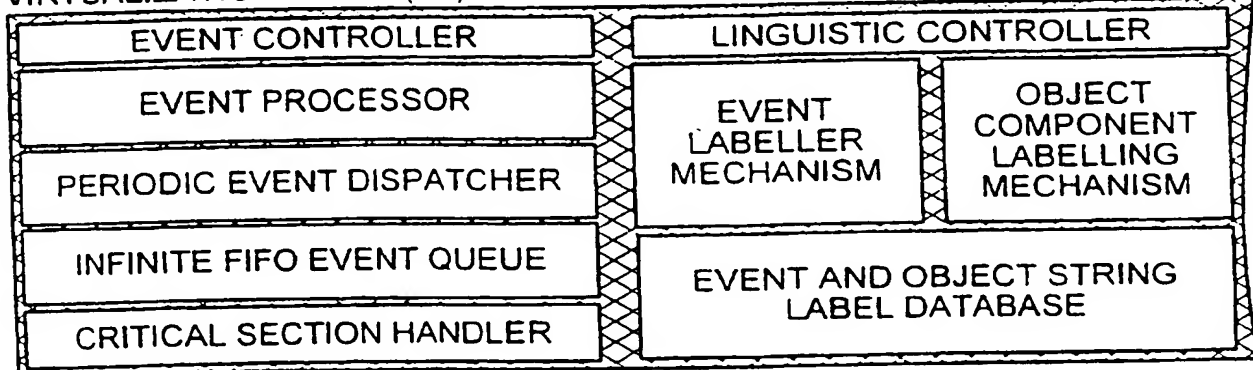 EVENT CONTROLLER
EVENT PROCESSOR
PERIODIC EVENT DISPATCHER
INFINITE FIFO EVENT QUEUE
CRITICAL SECTION HANDLER
LINGUISTIC CONTROLLER
EVENT
LABELLER
MECHANISM
OBJECT
COMPONENT
LABELLING
MECHANISM
EVENT AND OBJECT STRING
LABEL DATABASE